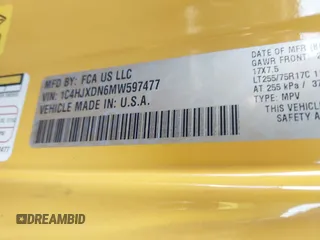 MFD. BY: FCA US LLC
VIN: 1C4HJXDN6MW597477
VEHICLE MADE IN U.S.A.
DATE OF MFR
GAWR FRONT
17X7.5
LT255/75R17C
AT 255 kPa / 37
THIS VEHICLE
TYPE: MPV
DREAMBID